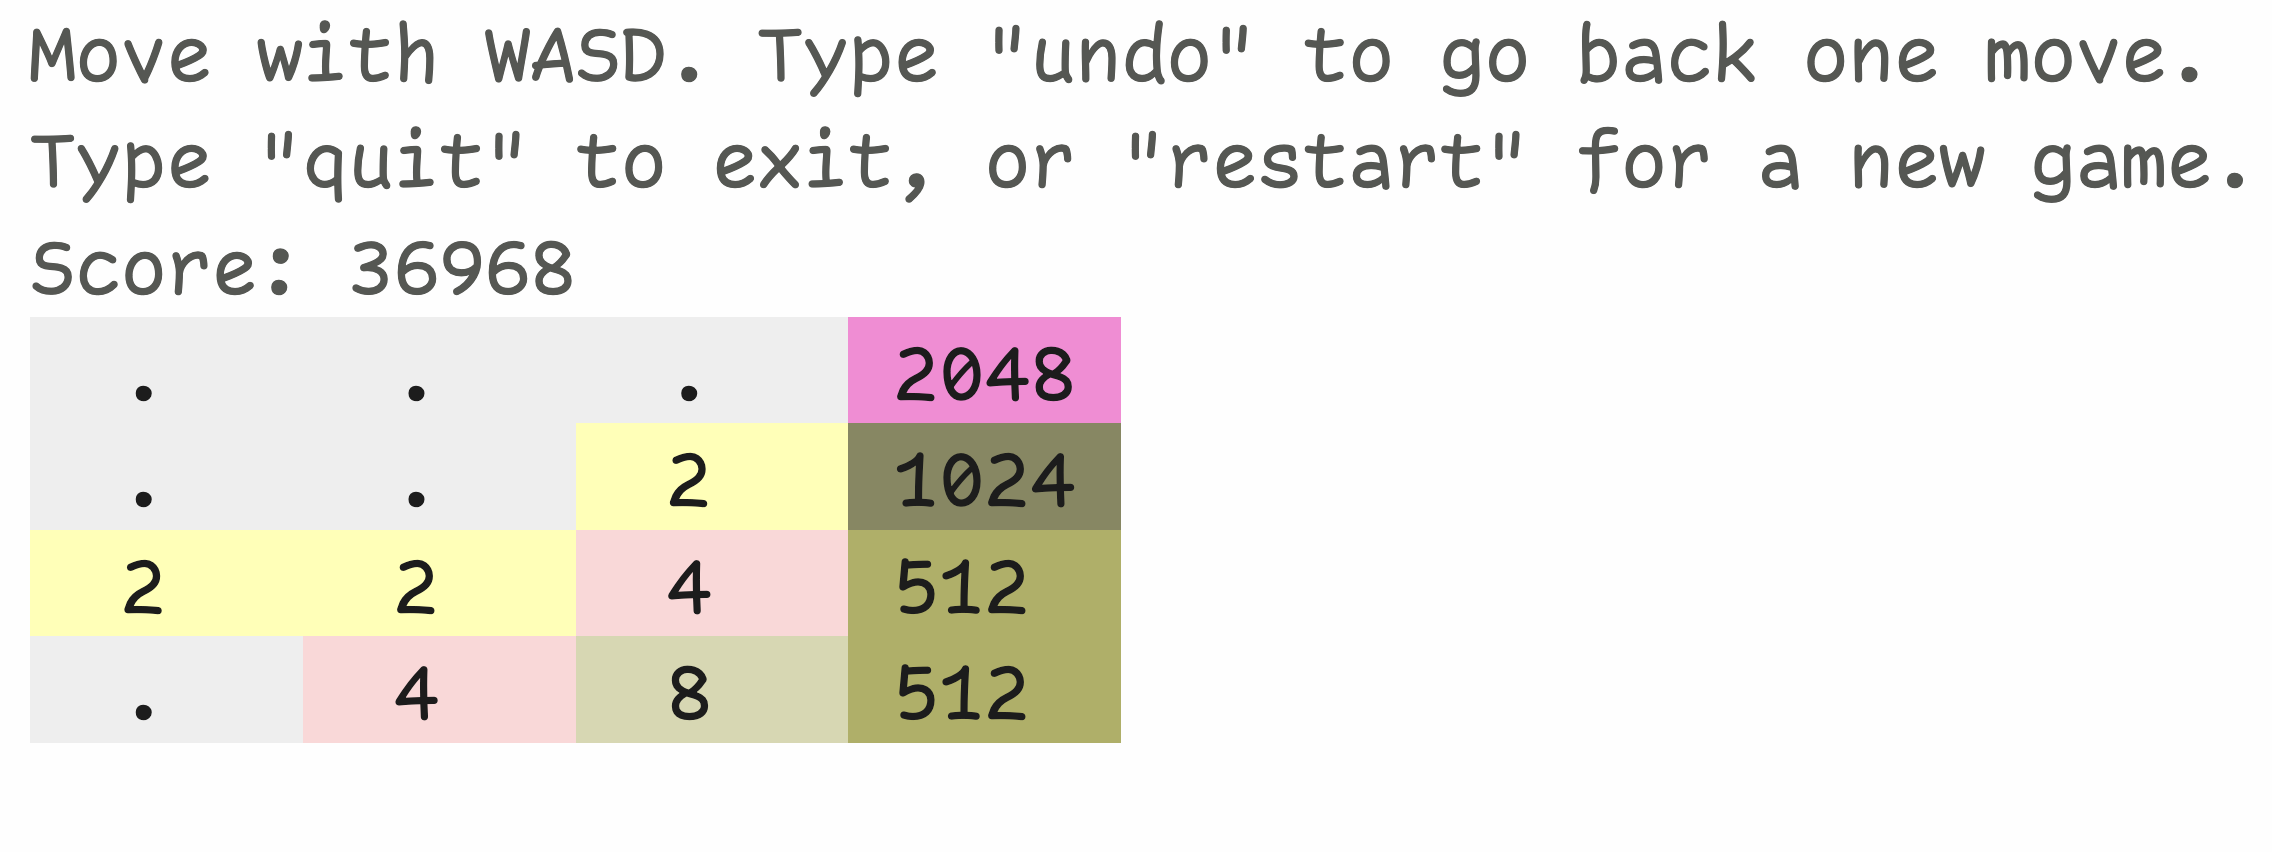 Move with WASD. Type "undo" to go back one move.
Type "quit" to exit, or "restart" for a new game.
Score: 36968
. . . 2048
. . 2 1024
2 2 4 512
. 4 8 512